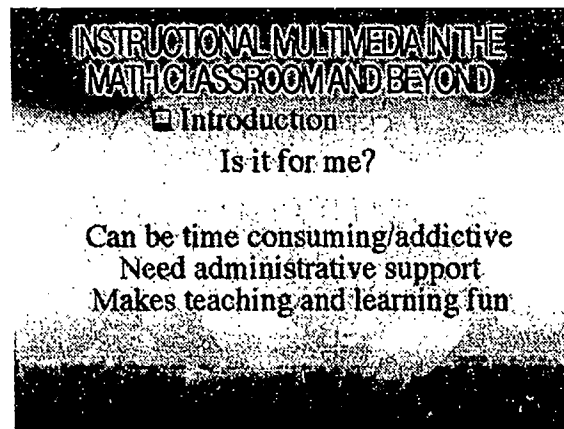 INSTRUCTIONAL MULTIMEDIA IN THE
MATH CLASSROOM AND BEYOND
❑ Introduction
Is it for me?
Can be time consuming/addictive
Need administrative support
Makes teaching and learning fun